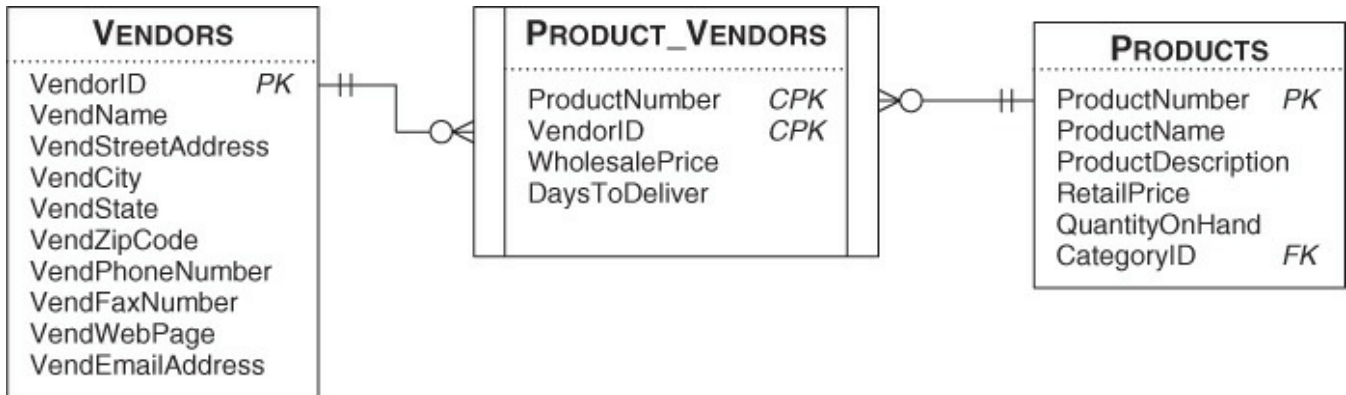 VENDORS
VendorID PK
VendName
VendStreetAddress
VendCity
VendState
VendZipCode
VendPhoneNumber
VendFaxNumber
VendWebPage
VendEmailAddress
PRODUCT_VENDORS
ProductNumber CPK
VendorID CPK
WholesalePrice
DaysToDeliver
PRODUCTS
ProductNumber PK
ProductName
ProductDescription
RetailPrice
QuantityOnHand
CategoryID FK